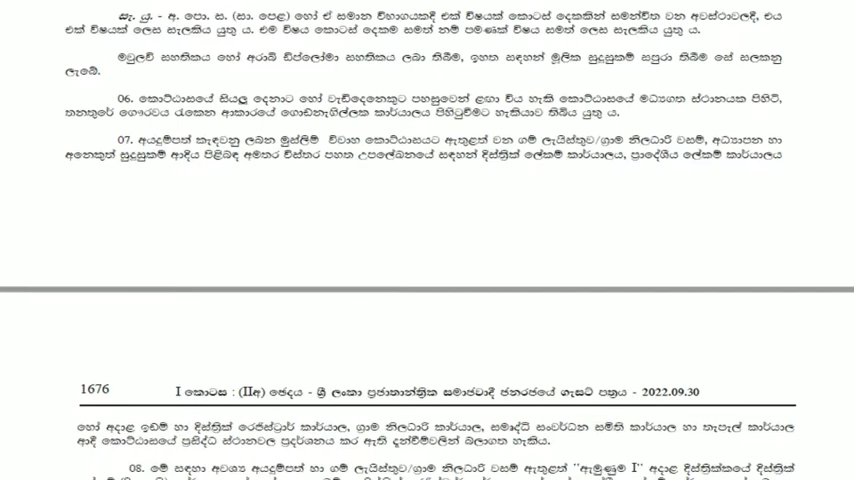 සැ. යු. - අ. පො. ස. (සා. පෙළ) හෝ ඒ සමාන විභාගයකදී එක් විෂයක් කොටස් දෙකකින් සමන්විත වන අවස්ථාවලදී, එය
එක් විෂයක් ලෙස සැලකිය යුතු ය. එම විෂය කොටස් දෙකම සමත් නම් පමණක් විෂය සමත් ලෙස සැලකිය යුතු ය.
මවුලවි සහතිකය හෝ අරාබි ඩිප්ලෝමා සහතිකය ලබා තිබීම, ඉහත සඳහන් මූලික සුදුසුකම් සපුරා තිබීම සේ සලකනු
ලැබේ.
06. කොට්ඨාසයේ සියලු දෙනාට හෝ වැඩිදෙනෙකුට පහසුවෙන් ළඟා විය හැකි කොට්ඨාසයේ මධ්‍යගත ස්ථානයක පිහිටි,
තනතුරේ ගෞරවය රැකෙන ආකාරයේ ගොඩනැගිල්ලක කාර්යාලය පිහිටුවීමට හැකියාව තිබිය යුතු ය.
07. අයදුම්පත් කැඳවනු ලබන මුස්ලිම් විවාහ කොට්ඨාසයට ඇතුළත් වන ගම් ලැයිස්තුව/ග්‍රාම නිලධාරි වසම්, අධ්‍යාපන හා
අනෙකුත් සුදුසුකම් ආදිය පිළිබඳ අමතර විස්තර පහත උපලේඛනයේ සඳහන් දිස්ත්‍රික් ලේකම් කාර්යාලය, ප්‍රාදේශීය ලේකම් කාර්යාලය
1676 I කොටස : (IIඅ) ඡෙදය - ශ්‍රී ලංකා ප්‍රජාතාන්ත්‍රික සමාජවාදී ජනරජයේ ගැසට් පත්‍රය - 2022.09.30
හෝ අදාළ ඉඩම් හා දිස්ත්‍රික් රෙජිස්ට්‍රාර් කාර්යාල, ග්‍රාම නිලධාරි කාර්යාල, සමෘද්ධි සංවර්ධන සමිති කාර්යාල හා තැපැල් කාර්යාල
ආදී කොට්ඨාසයේ ප්‍රසිද්ධ ස්ථානවල ප්‍රදර්ශනය කර ඇති දැන්වීම්වලින් බලාගත හැකිය.
08. මේ සඳහා අවශ්‍ය අයදුම්පත් හා ගම් ලැයිස්තුව/ග්‍රාම නිලධාරි වසම් ඇතුළත් "ඇමුණුම I" අදාළ දිස්ත්‍රික්කයේ දිස්ත්‍රික්